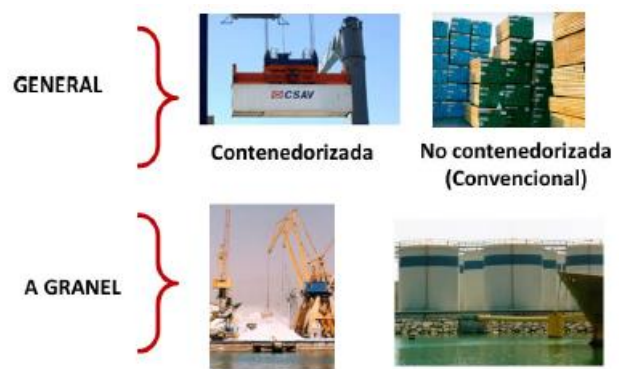 GENERAL
CSAV
Contenedorizada
No contenedorizada
(Convencional)
A GRANEL